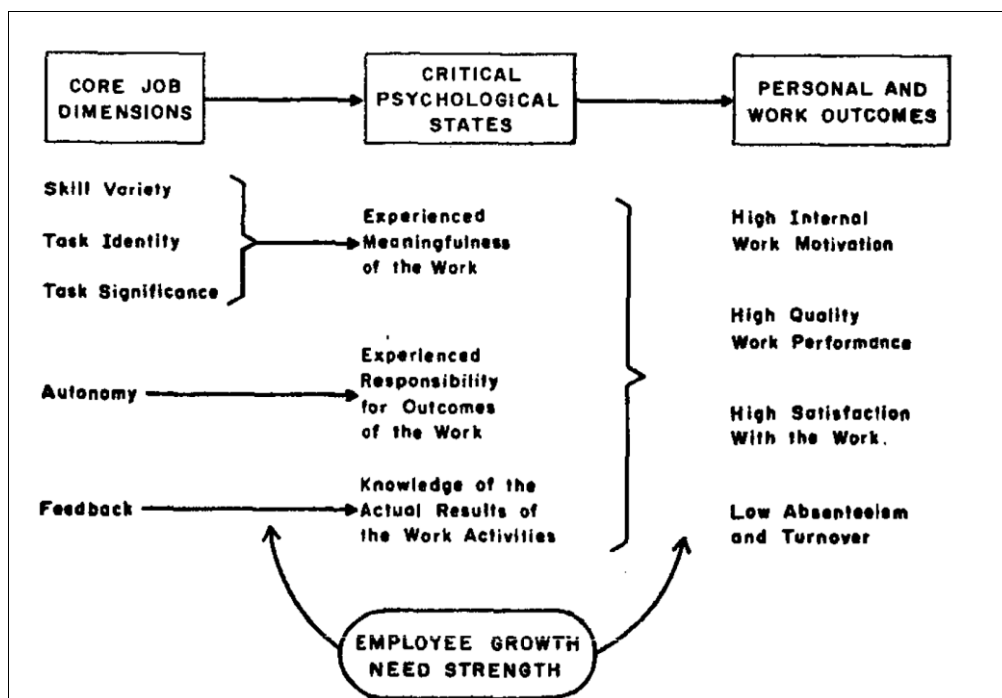 CORE JOB
DIMENSIONS
CRITICAL
PSYCHOLOGICAL
STATES
PERSONAL AND
WORK OUTCOMES
Skill Variety
Task Identity
Task Significance
Experienced
Meaningfulness
of the Work
High Internal
Work Motivation
High Quality
Work Performance
Autonomy
Experienced
Responsibility
for Outcomes
of the Work
High Satisfaction
With the Work.
Feedback
Knowledge of the
Actual Results of
the Work Activities
Low Absenteeism
and Turnover
EMPLOYEE GROWTH
NEED STRENGTH